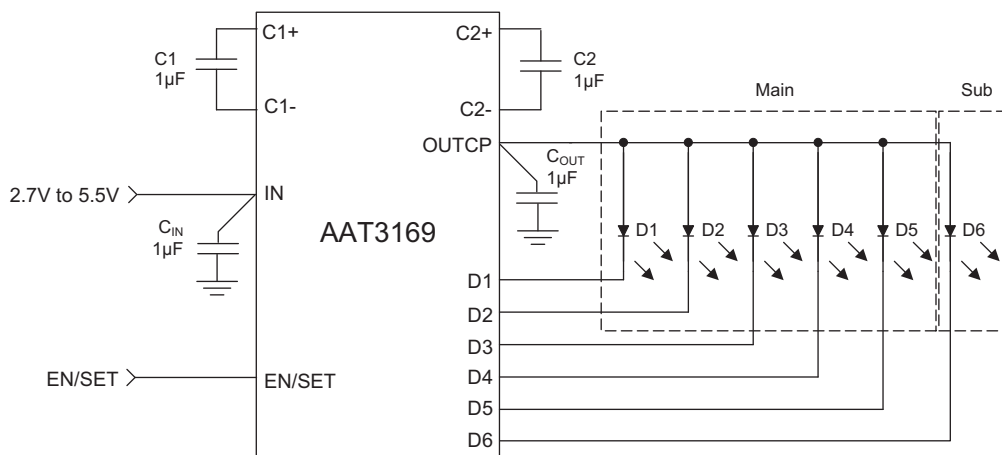 C1+
C2+
C1
1µF
C2
1µF
C1-
C2-
Main
Sub
OUTCP
C_OUT
1µF
2.7V to 5.5V
IN
C_IN
1µF
AAT3169
D1
D2
D3
D4
D5
D6
D1
D2
D3
D4
D5
D6
EN/SET
EN/SET